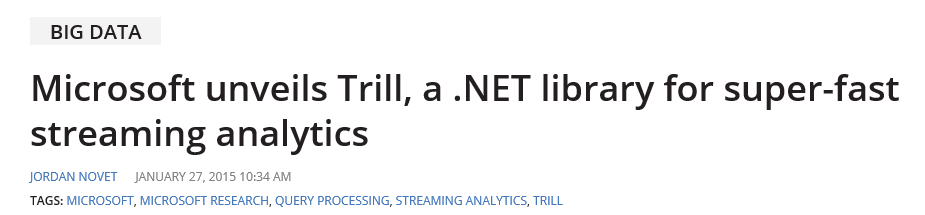 BIG DATA
Microsoft unveils Trill, a .NET library for super-fast
streaming analytics
JORDAN NOVET JANUARY 27, 2015 10:34 AM
TAGS: MICROSOFT, MICROSOFT RESEARCH, QUERY PROCESSING, STREAMING ANALYTICS, TRILL